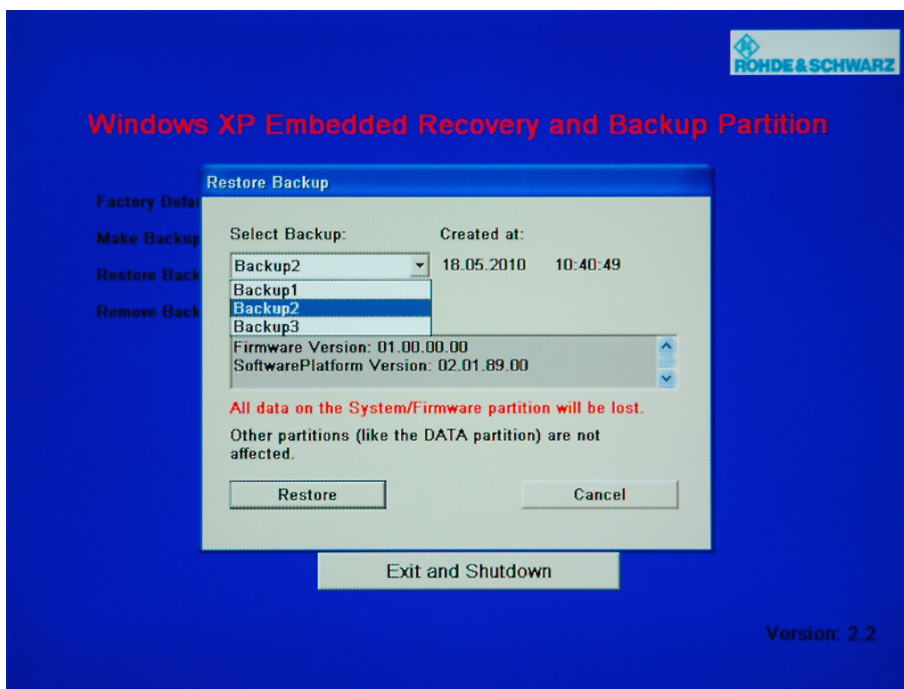 ROHDE&SCHWARZ
Windows XP Embedded Recovery and Backup Partition
Restore Backup
Factory
Make Backup
Restore
Remove
Select Backup:
Created at:
Backup2
18.05.2010 10:40:49
Backup1
Backup2
Backup3
Firmware Version: 01.00.00.00
SoftwarePlatform Version: 02.01.89.00
All data on the System/Firmware partition will be lost.
Other partitions (like the DATA partition) are not
affected.
Restore
Cancel
Exit and Shutdown
Version: 2.2